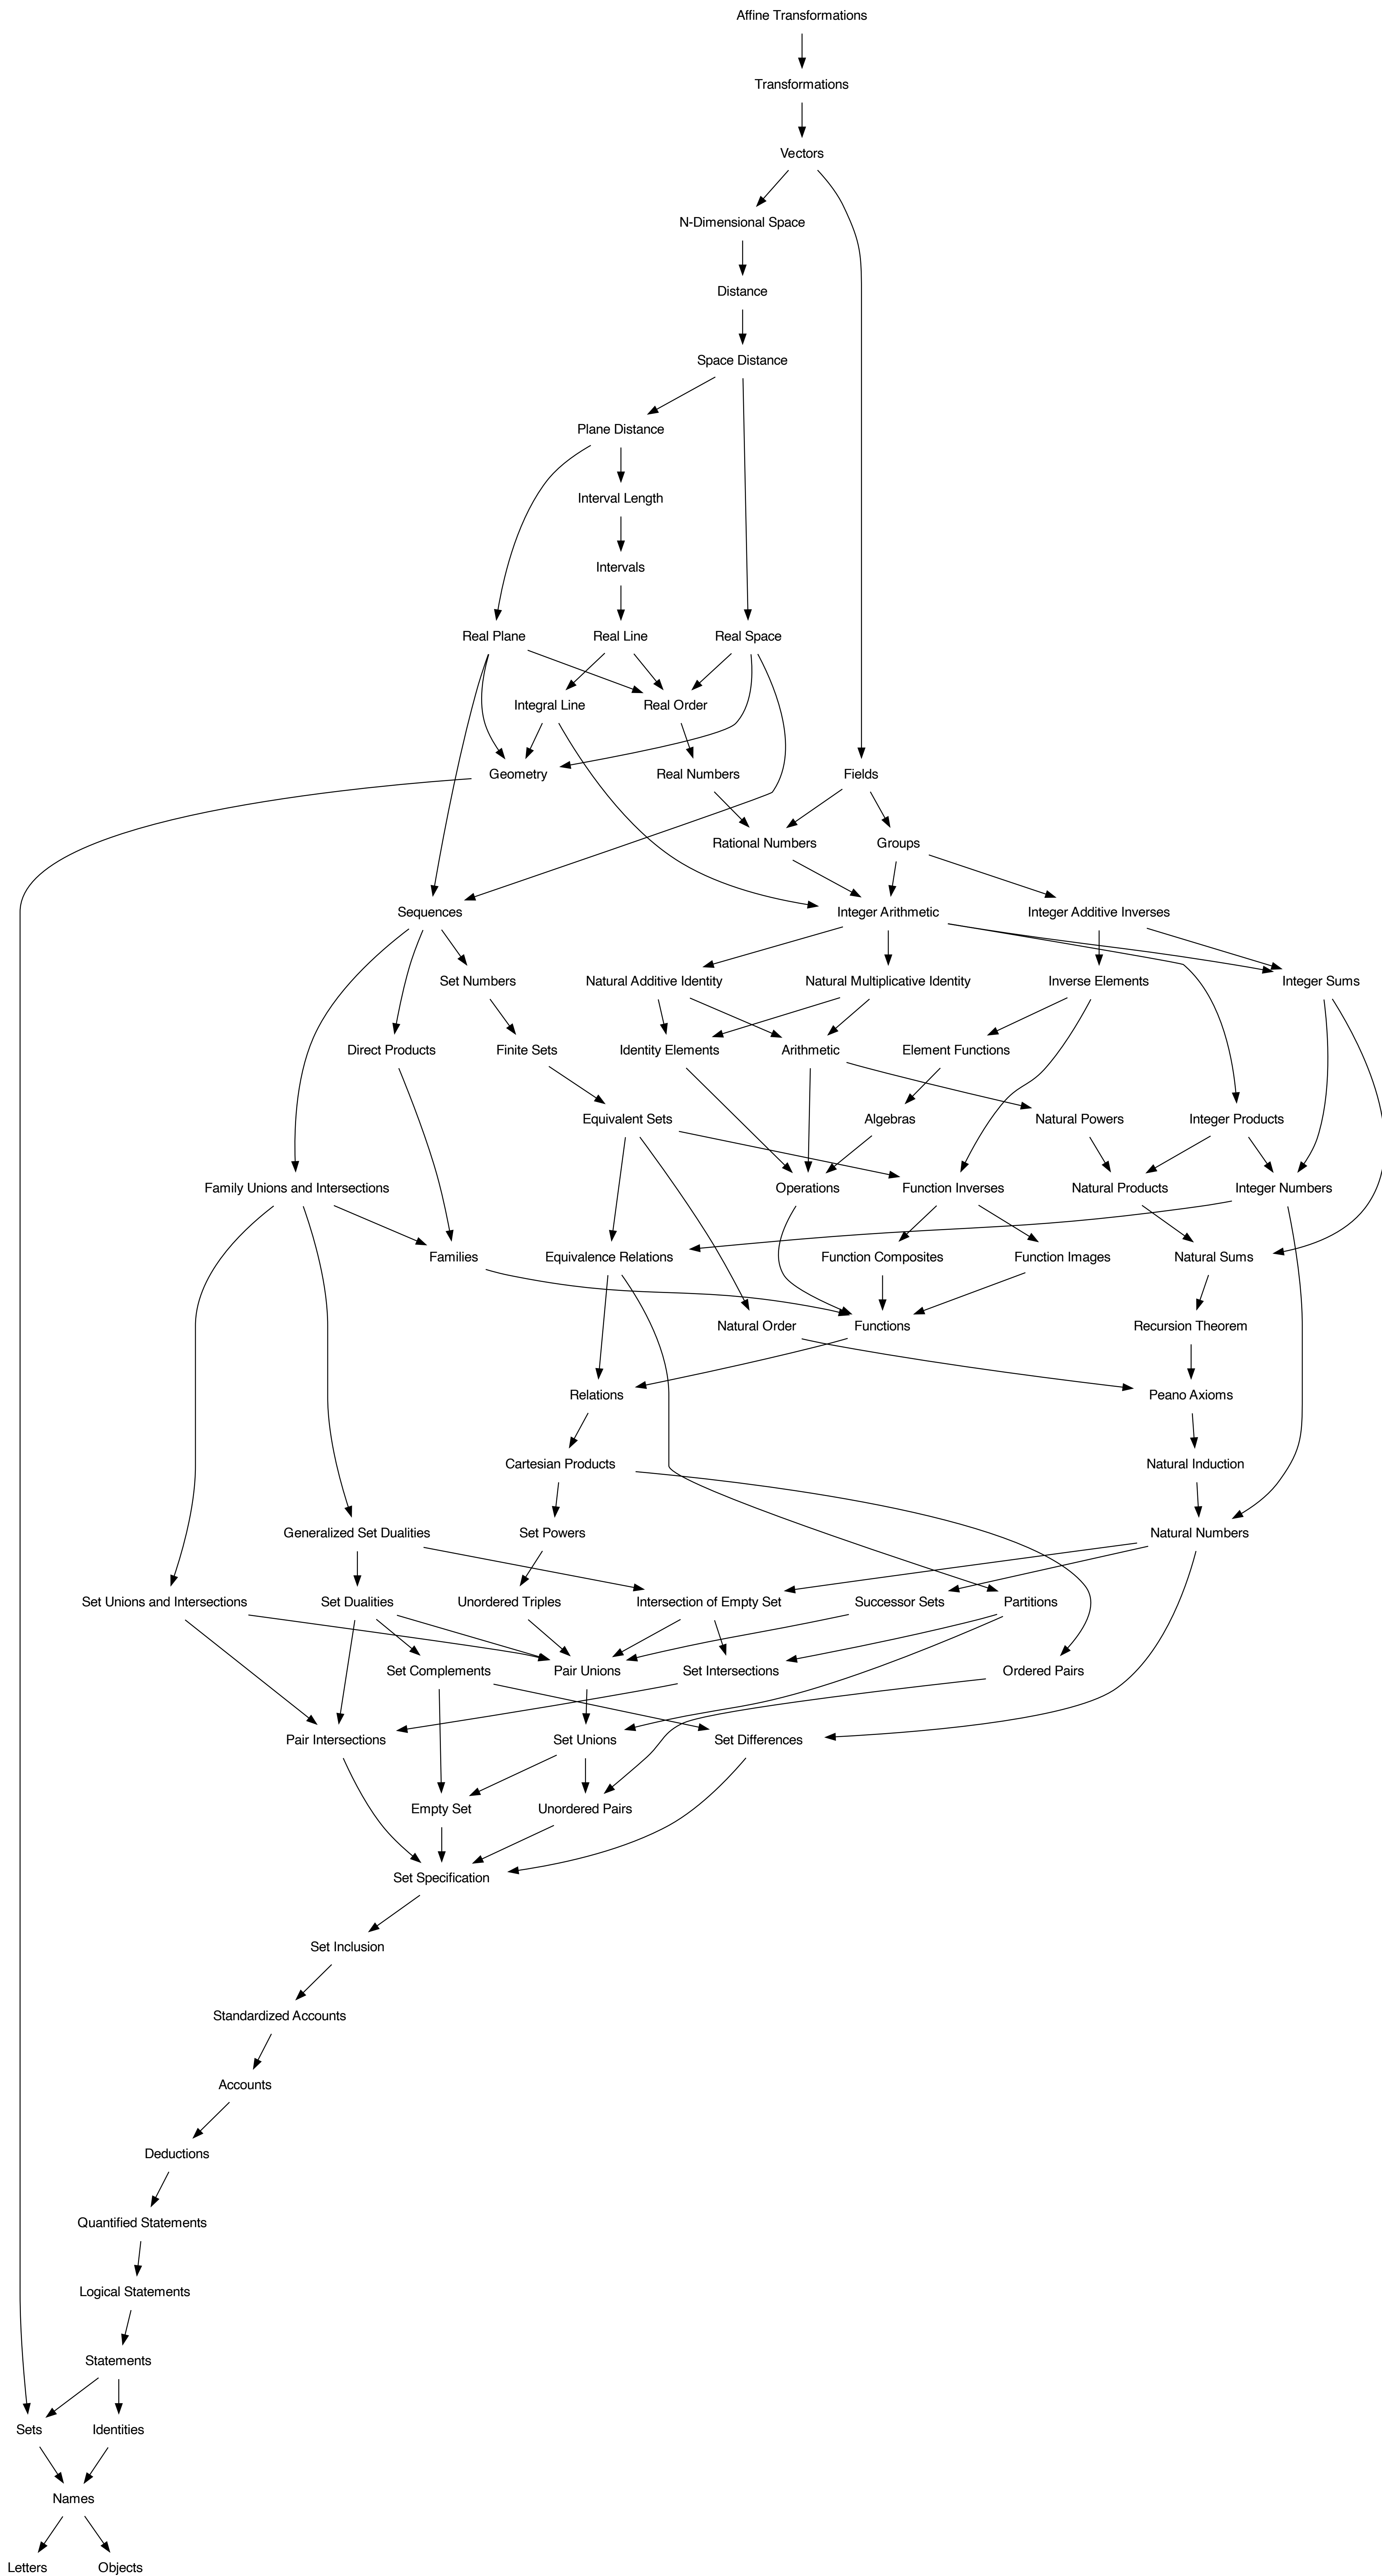 Affine Transformations
Transformations
Vectors
N-Dimensional Space
Distance
Space Distance
Plane Distance
Interval Length
Intervals
Real Plane
Real Line
Real Space
Integral Line
Real Order
Geometry
Real Numbers
Fields
Rational Numbers
Groups
Sequences
Integer Arithmetic
Integer Additive Inverses
Set Numbers
Natural Additive Identity
Natural Multiplicative Identity
Inverse Elements
Integer Sums
Direct Products
Finite Sets
Identity Elements
Arithmetic
Element Functions
Equivalent Sets
Algebras
Natural Powers
Integer Products
Family Unions and Intersections
Operations
Function Inverses
Natural Products
Integer Numbers
Families
Equivalence Relations
Function Composites
Function Images
Natural Sums
Natural Order
Functions
Recursion Theorem
Relations
Peano Axioms
Cartesian Products
Natural Induction
Generalized Set Dualities
Set Powers
Natural Numbers
Set Unions and Intersections
Set Dualities
Unordered Triples
Intersection of Empty Set
Successor Sets
Partitions
Set Complements
Pair Unions
Set Intersections
Ordered Pairs
Pair Intersections
Set Unions
Set Differences
Empty Set
Unordered Pairs
Set Specification
Set Inclusion
Standardized Accounts
Accounts
Deductions
Quantified Statements
Logical Statements
Statements
Sets
Identities
Names
Letters
Objects